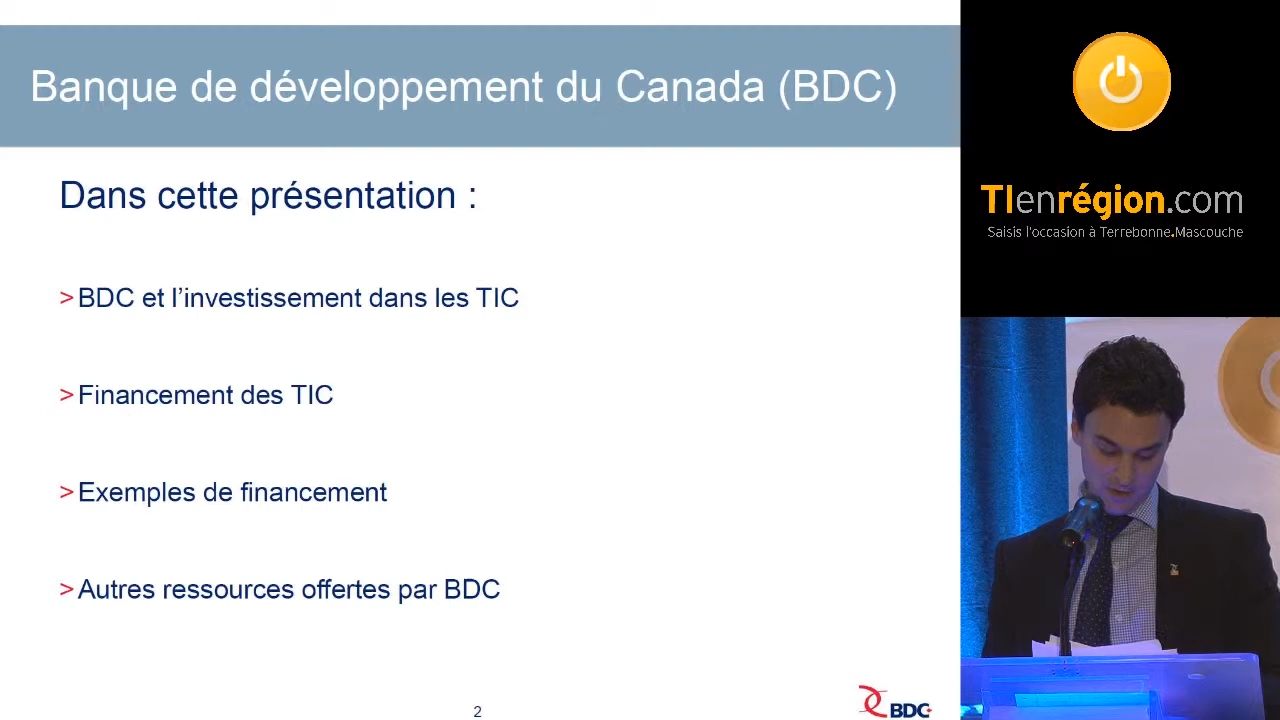 Banque de développement du Canada (BDC)
Dans cette présentation :
> BDC et l’investissement dans les TIC
> Financement des TIC
> Exemples de financement
> Autres ressources offertes par BDC
2
BDC
TIenrégion.com
Saisis l'occasion à Terrebonne.Mascouche